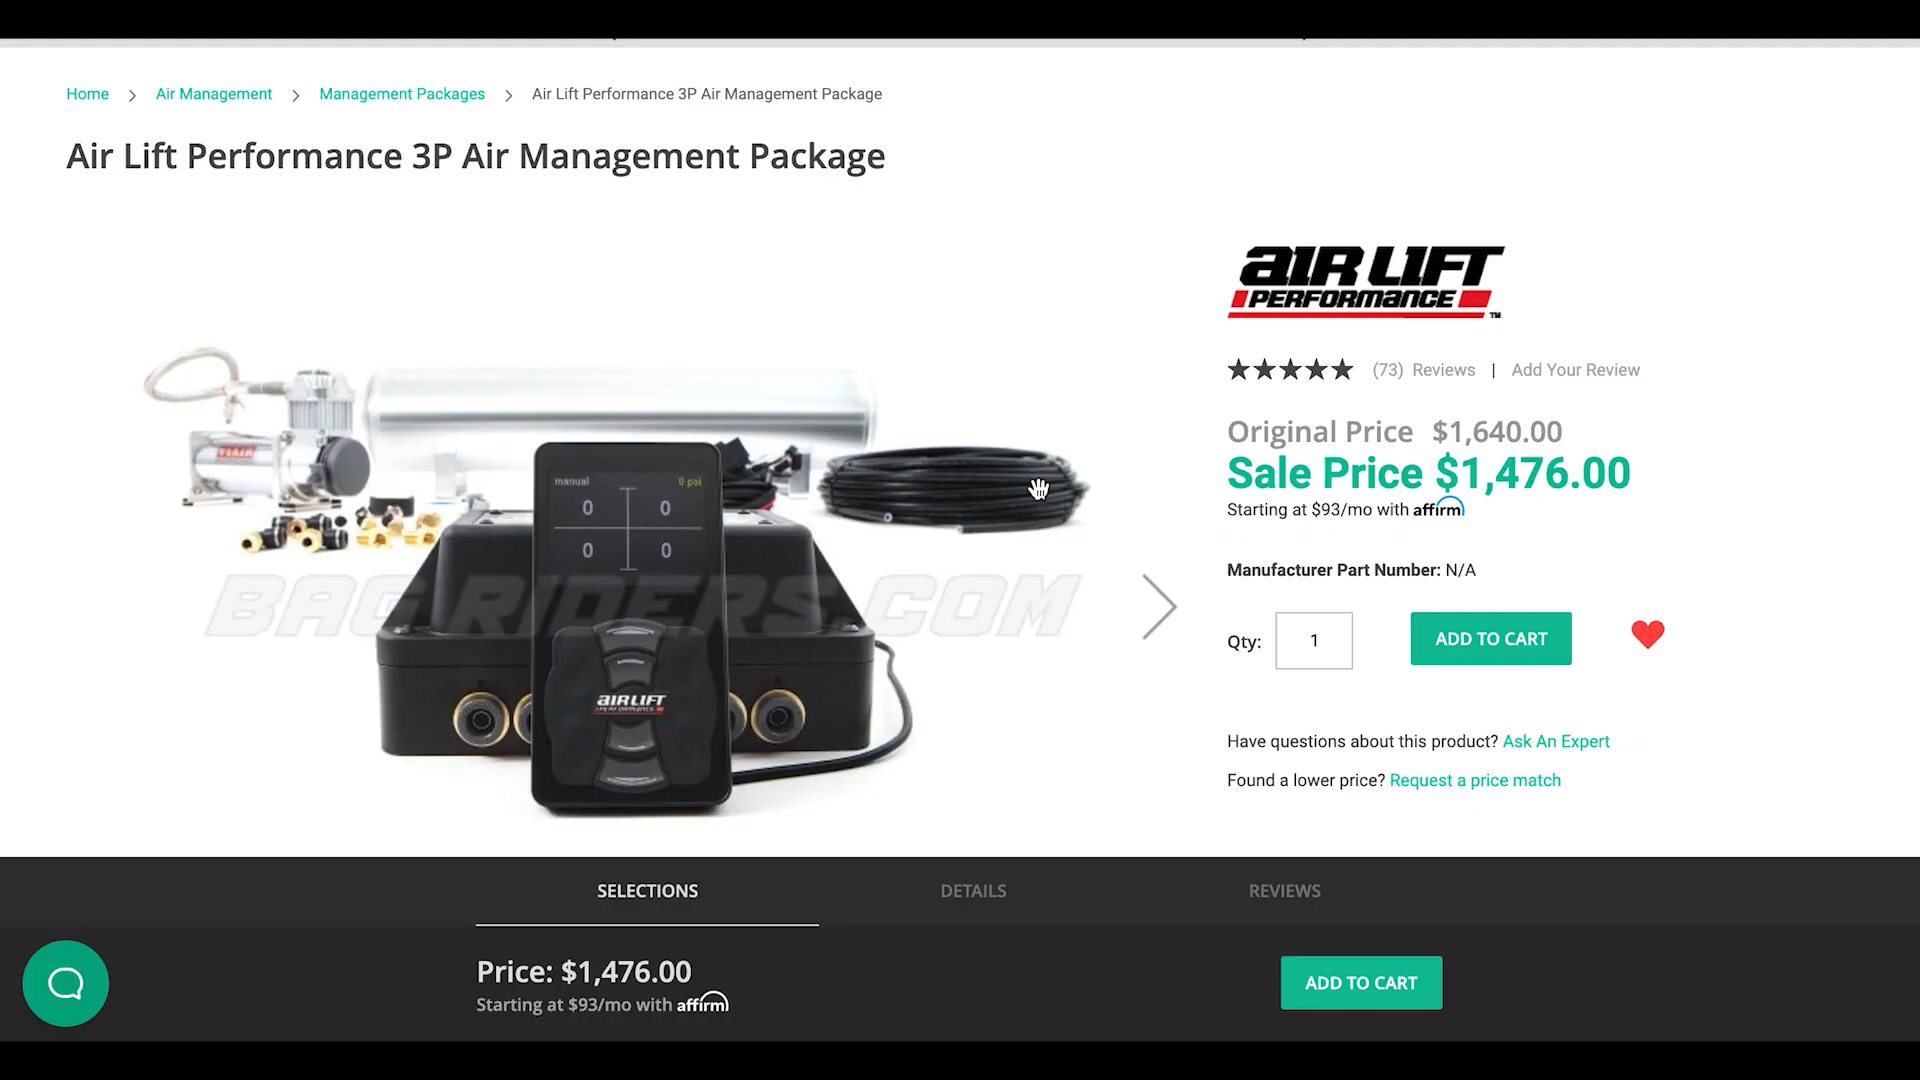 Home > Air Management > Management Packages > Air Lift Performance 3P Air Management Package
Air Lift Performance 3P Air Management Package
AIR LIFT
PERFORMANCE
TM
(73) Reviews | Add Your Review
Original Price $1,640.00
Sale Price $1,476.00
Starting at $93/mo with affirm
VIAIR
manual 0 psi
0 0
0 0
BAGRIDERS.COM
AIRLIFT
PERFORMANCE
Manufacturer Part Number: N/A
Qty: 1 ADD TO CART
Have questions about this product? Ask An Expert
Found a lower price? Request a price match
SELECTIONS DETAILS REVIEWS
Price: $1,476.00
Starting at $93/mo with affirm
ADD TO CART